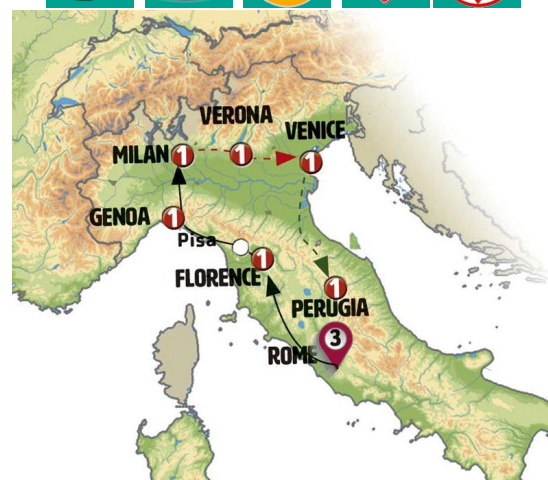 VERONA
VENICE
MILAN 1 1 1
GENOA 1
Pisa
FLORENCE 1
1
PERUGIA
3
ROME